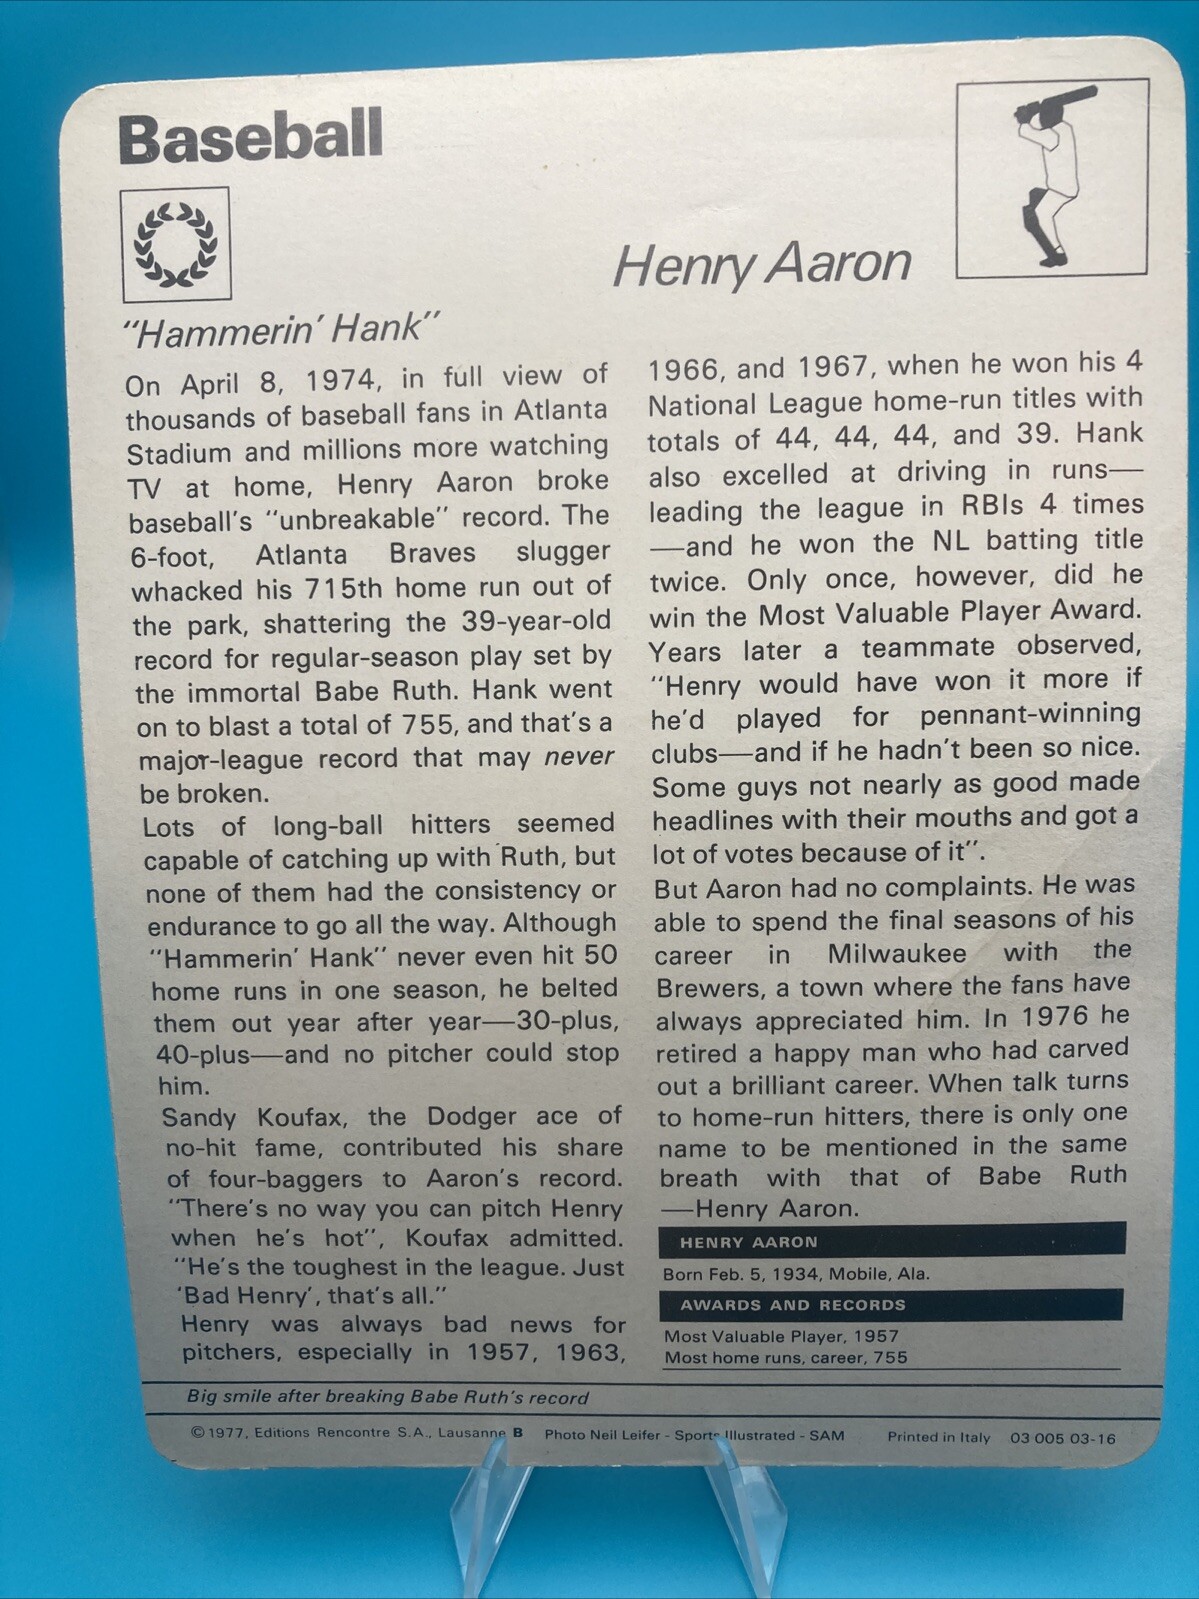 Baseball
Henry Aaron
"Hammerin' Hank"
On April 8, 1974, in full view of
thousands of baseball fans in Atlanta
Stadium and millions more watching
TV at home, Henry Aaron broke
baseball's "unbreakable" record. The
6-foot, Atlanta Braves slugger
whacked his 715th home run out of
the park, shattering the 39-year-old
record for regular-season play set by
the immortal Babe Ruth. Hank went
on to blast a total of 755, and that's a
major-league record that may never
be broken.
Lots of long-ball hitters seemed
capable of catching up with Ruth, but
none of them had the consistency or
endurance to go all the way. Although
"Hammerin' Hank" never even hit 50
home runs in one season, he belted
them out year after year—30-plus,
40-plus—and no pitcher could stop
him.
Sandy Koufax, the Dodger ace of
no-hit fame, contributed his share
of four-baggers to Aaron's record.
"There's no way you can pitch Henry
when he's hot", Koufax admitted.
"He's the toughest in the league. Just
'Bad Henry', that's all."
Henry was always bad news for
pitchers, especially in 1957, 1963,
1966, and 1967, when he won his 4
National League home-run titles with
totals of 44, 44, 44, and 39. Hank
also excelled at driving in runs—
leading the league in RBIs 4 times
—and he won the NL batting title
twice. Only once, however, did he
win the Most Valuable Player Award.
Years later a teammate observed,
"Henry would have won it more if
he'd played for pennant-winning
clubs—and if he hadn't been so nice.
Some guys not nearly as good made
headlines with their mouths and got a
lot of votes because of it".
But Aaron had no complaints. He was
able to spend the final seasons of his
career in Milwaukee with the
Brewers, a town where the fans have
always appreciated him. In 1976 he
retired a happy man who had carved
out a brilliant career. When talk turns
to home-run hitters, there is only one
name to be mentioned in the same
breath with that of Babe Ruth
—Henry Aaron.
HENRY AARON
Born Feb. 5, 1934, Mobile, Ala.
AWARDS AND RECORDS
Most Valuable Player, 1957
Most home runs, career, 755
Big smile after breaking Babe Ruth's record
©1977, Editions Rencontre S.A., Lausanne B Photo Neil Leifer - Sports Illustrated - SAM Printed in Italy 03 005 03-16